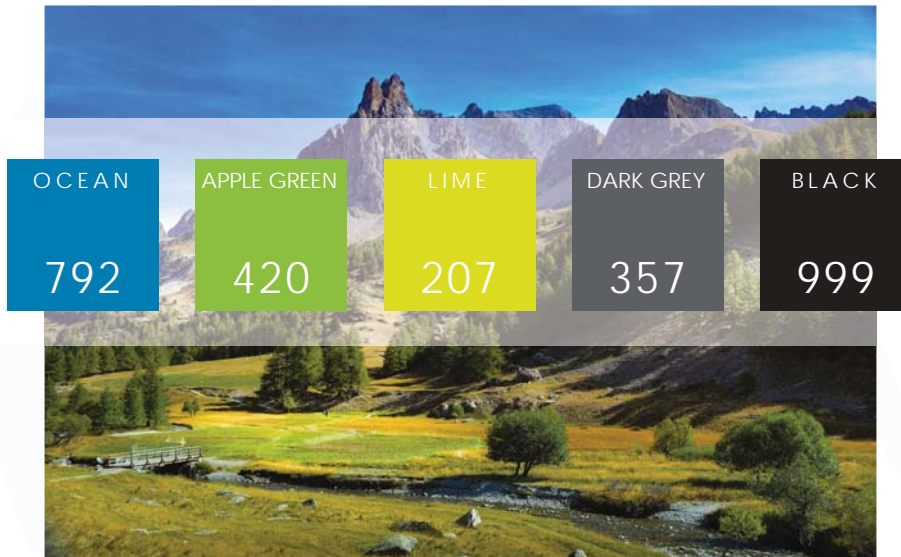 OCEAN
792
APPLE GREEN
420
LIME
207
DARK GREY
357
BLACK
999